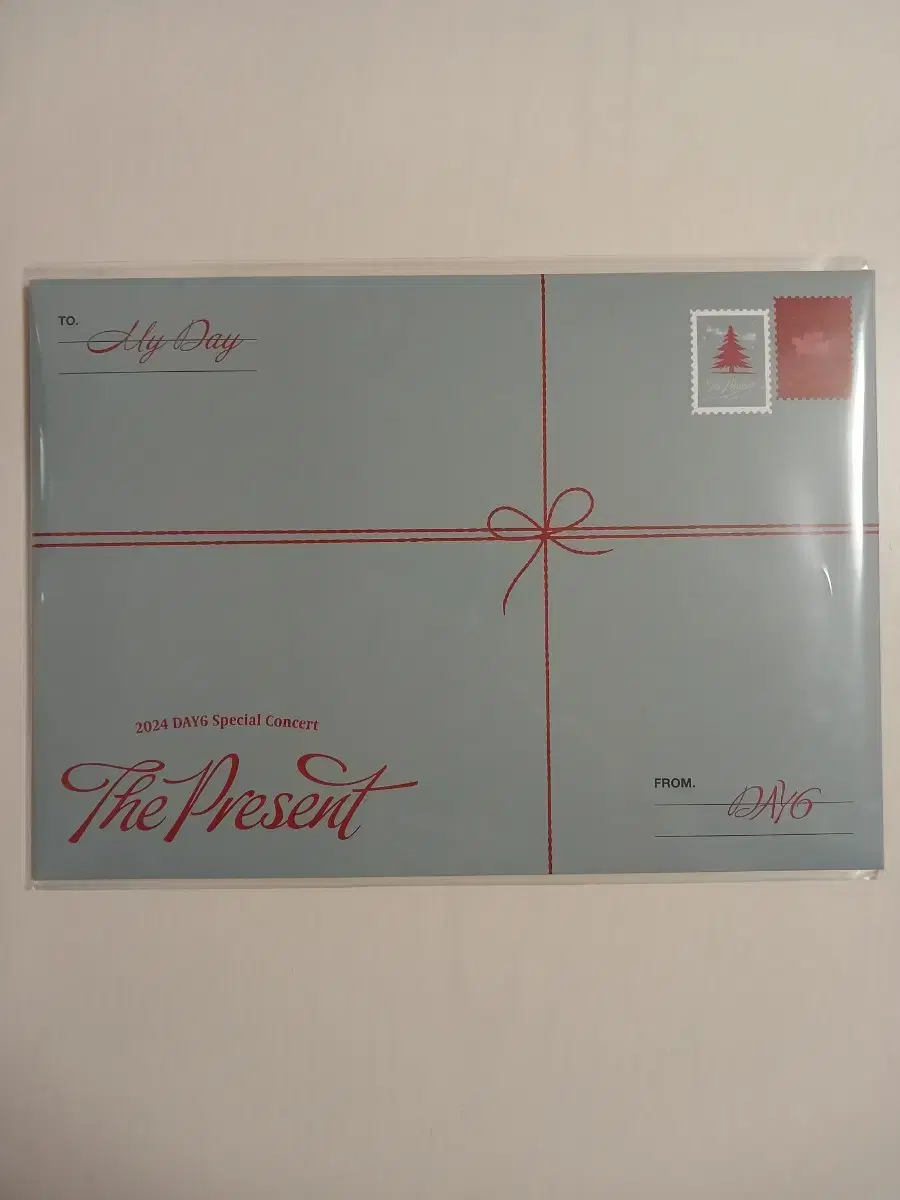 TO.
My Day
2024 DAY6 Special Concert
The Present
FROM.
DAY6